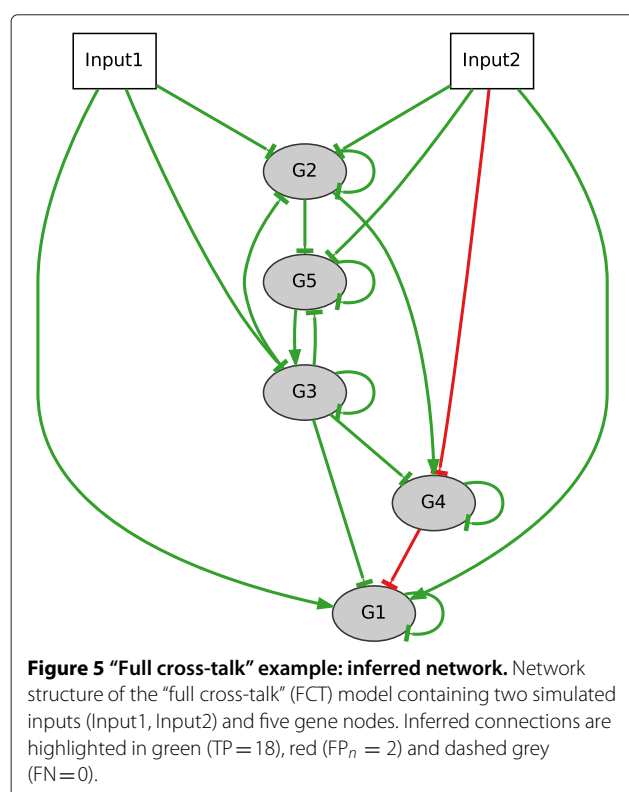 Input1
Input2
G2
G5
G3
G4
G1
Figure 5 “Full cross-talk” example: inferred network. Network
structure of the “full cross-talk” (FCT) model containing two simulated
inputs (Input1, Input2) and five gene nodes. Inferred connections are
highlighted in green (TP=18), red (FPn = 2) and dashed grey
(FN=0).